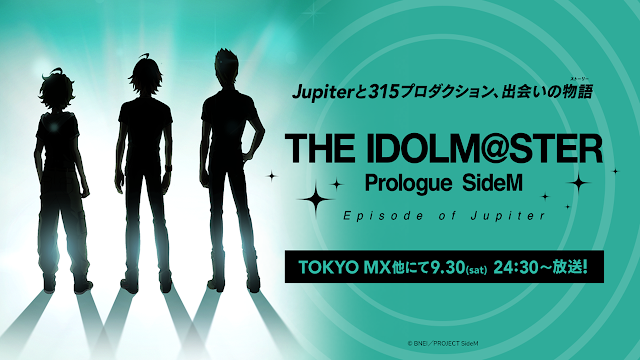 ストーリー
Jupiterと315プロダクション、出会いの物語
THE IDOLM@STER
Prologue SideM
Episode of Jupiter
TOKYO MX他にて9.30(sat) 24:30～放送!
© BNEI／PROJECT SideM